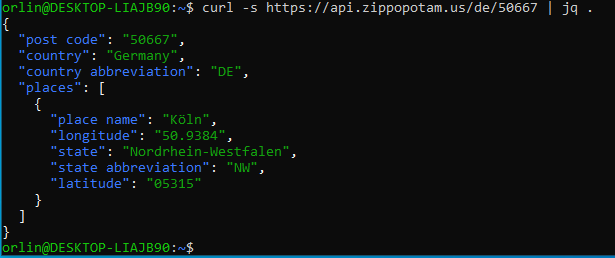 orlin@DESKTOP-LIAJB90:~$ curl -s https://api.zippopotam.us/de/50667 | jq .
{
  "post code": "50667",
  "country": "Germany",
  "country abbreviation": "DE",
  "places": [
    {
      "place name": "Köln",
      "longitude": "50.9384",
      "state": "Nordrhein-Westfalen",
      "state abbreviation": "NW",
      "latitude": "05315"
    }
  ]
}
orlin@DESKTOP-LIAJB90:~$